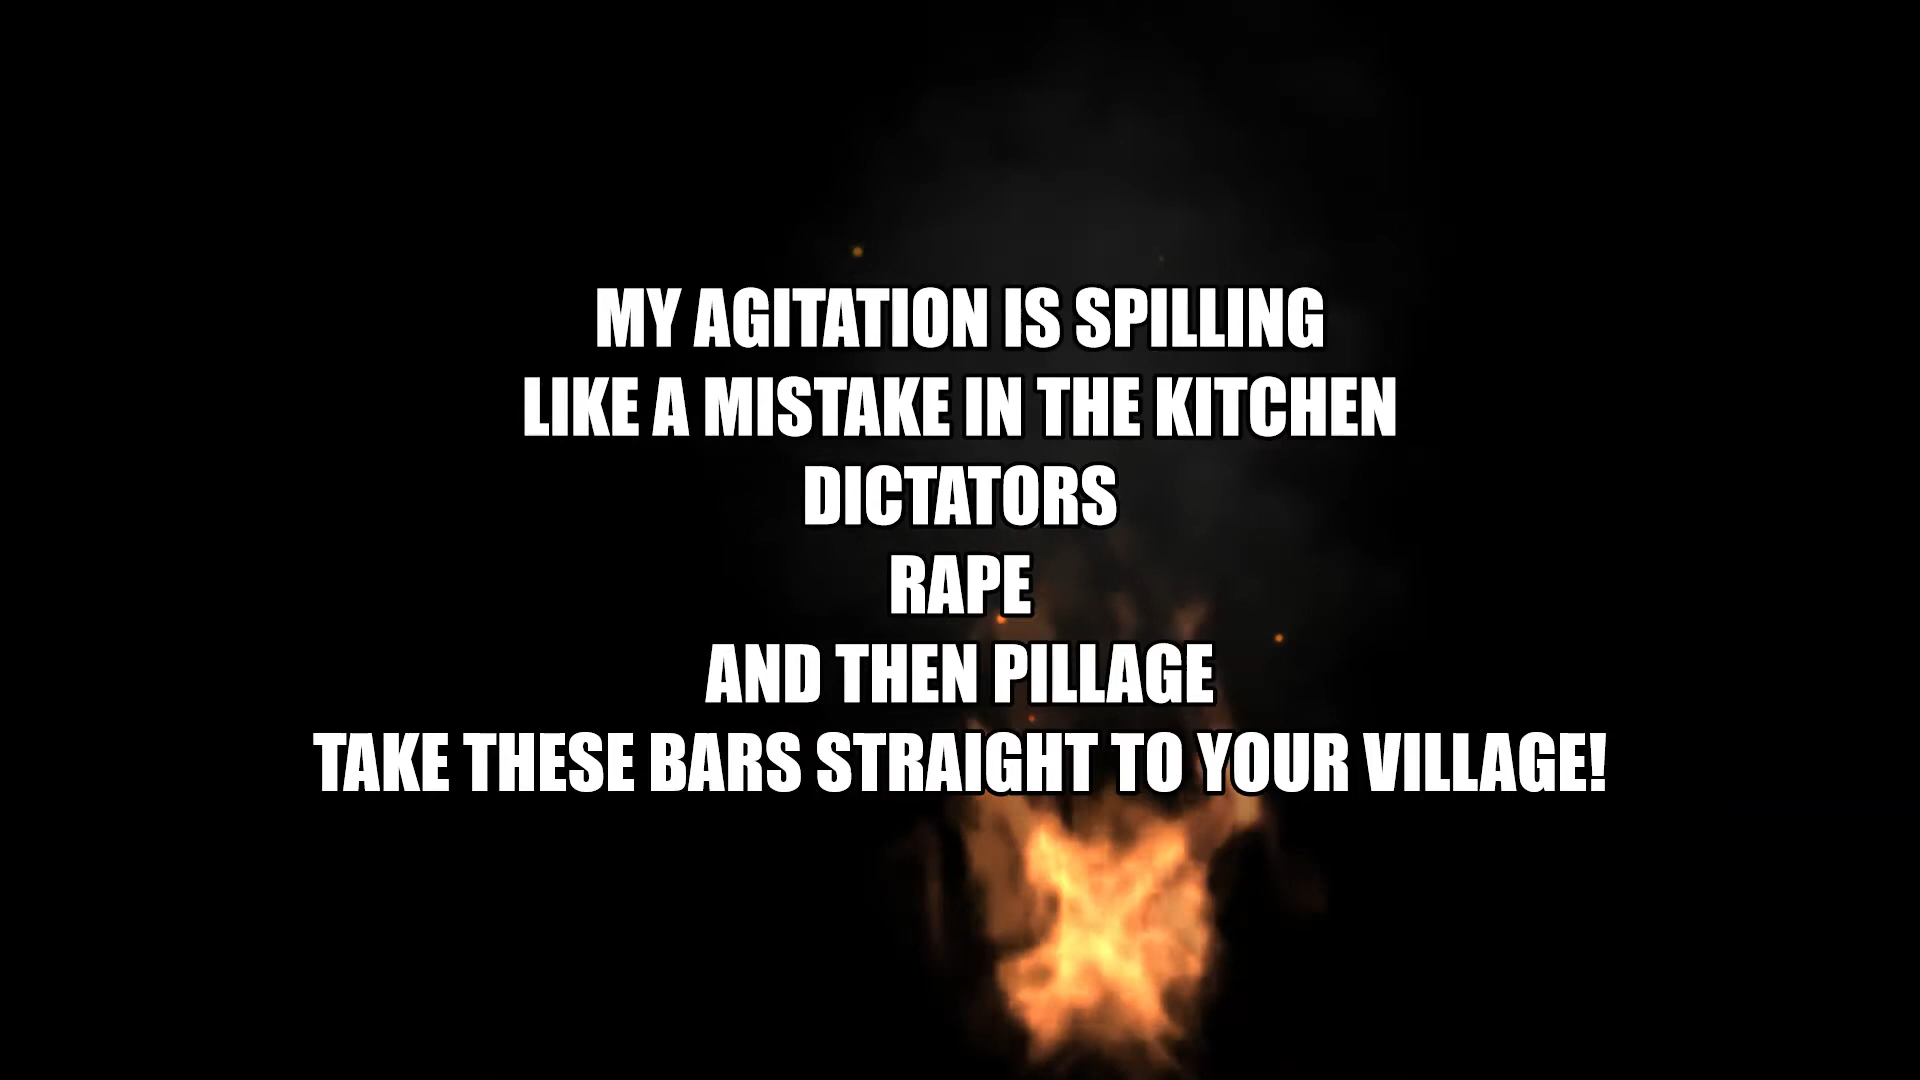 MY AGITATION IS SPILLING
LIKE A MISTAKE IN THE KITCHEN
DICTATORS
RAPE
AND THEN PILLAGE
TAKE THESE BARS STRAIGHT TO YOUR VILLAGE!